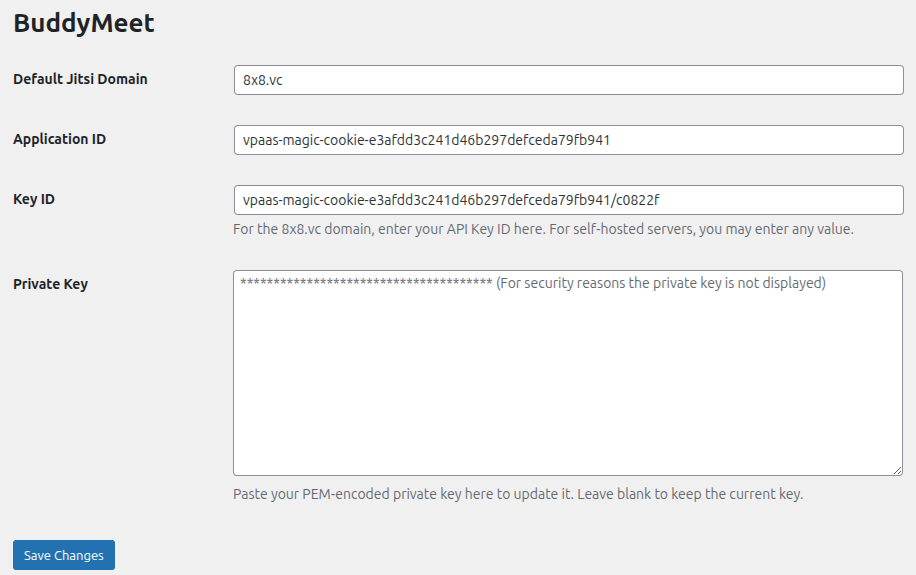 BuddyMeet
Default Jitsi Domain
8x8.vc
Application ID
vpaas-magic-cookie-e3afdd3c241d46b297defceda79fb941
Key ID
vpaas-magic-cookie-e3afdd3c241d46b297defceda79fb941/c0822f
For the 8x8.vc domain, enter your API Key ID here. For self-hosted servers, you may enter any value.
Private Key
************************************** (For security reasons the private key is not displayed)
Paste your PEM-encoded private key here to update it. Leave blank to keep the current key.
Save Changes